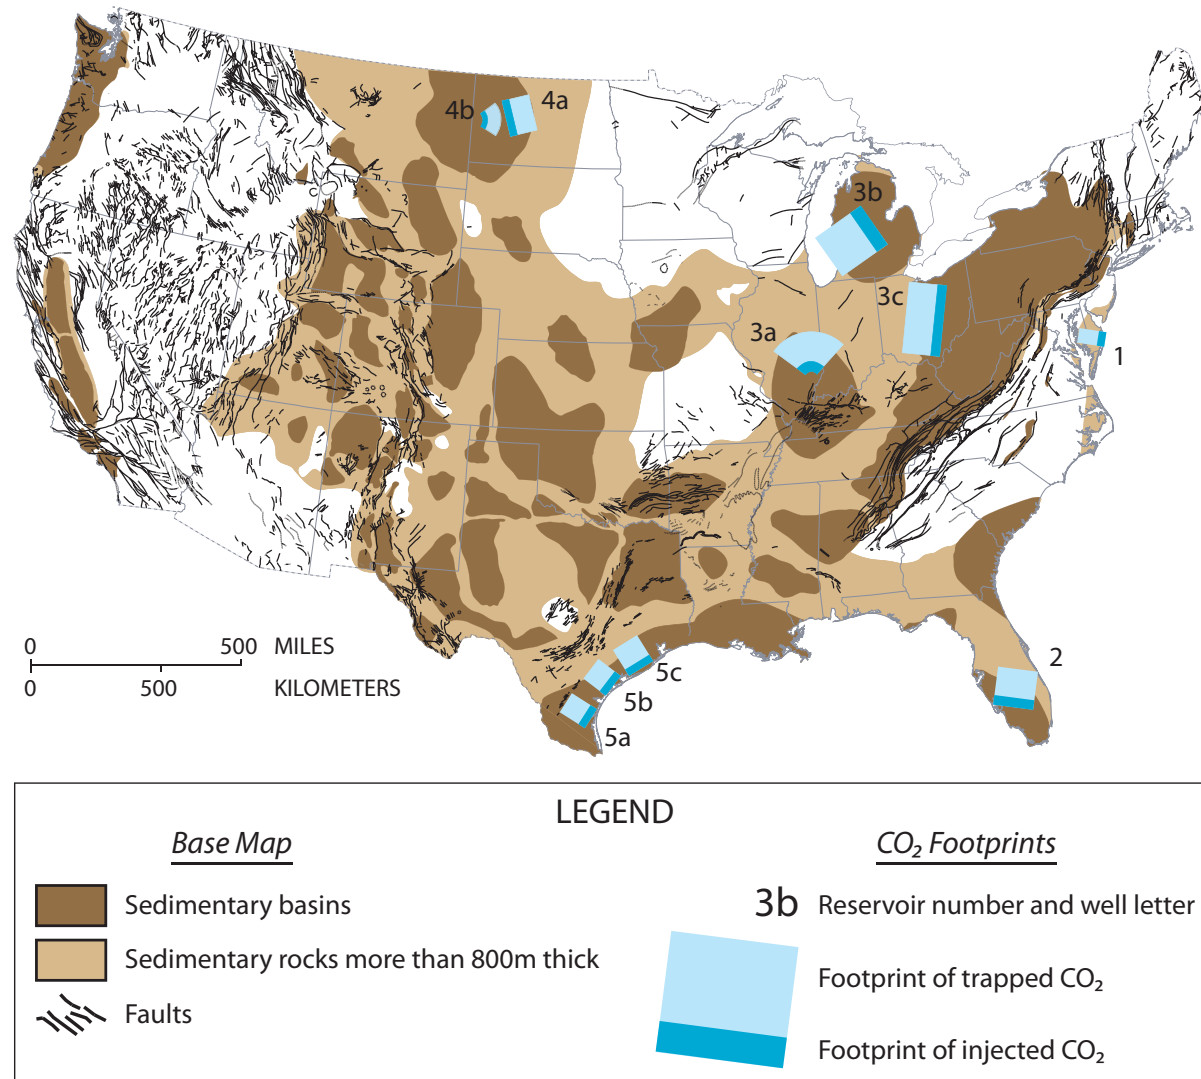 4b
4a
3b
3c
3a
1
2
5c
5b
5a
0 500 MILES
0 500 KILOMETERS
LEGEND
Base Map
CO₂ Footprints
Sedimentary basins
3b Reservoir number and well letter
Sedimentary rocks more than 800m thick
Footprint of trapped CO₂
Faults
Footprint of injected CO₂